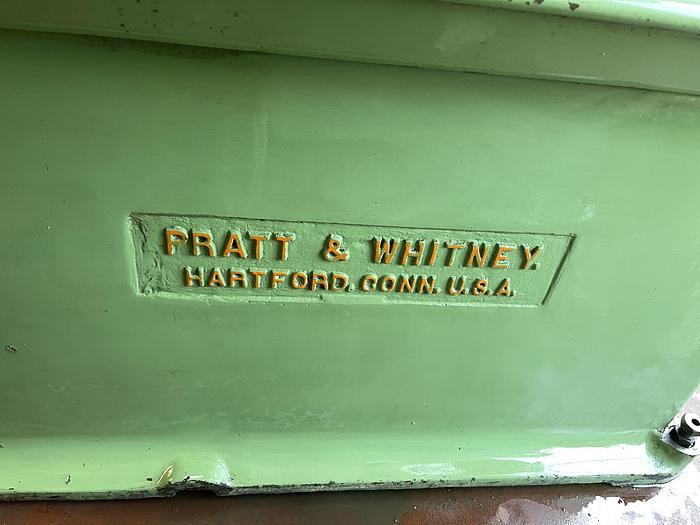 PRATT & WHITNEY.
HARTFORD. CONN. U.S.A.